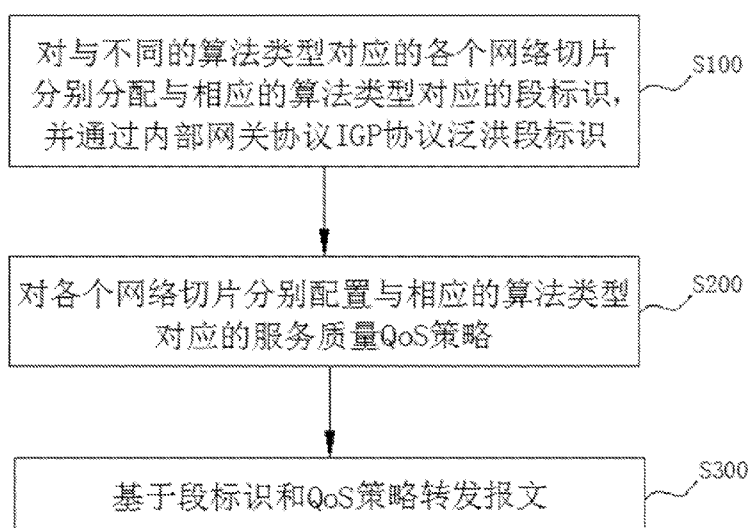 对与不同的算法类型对应的各个网络切片
分别分配与相应的算法类型对应的段标识,
并通过内部网关协议IGP协议泛洪段标识
S100
对各个网络切片分别配置与相应的算法类型
对应的服务质量QoS策略
S200
基于段标识和QoS策略转发报文
S300